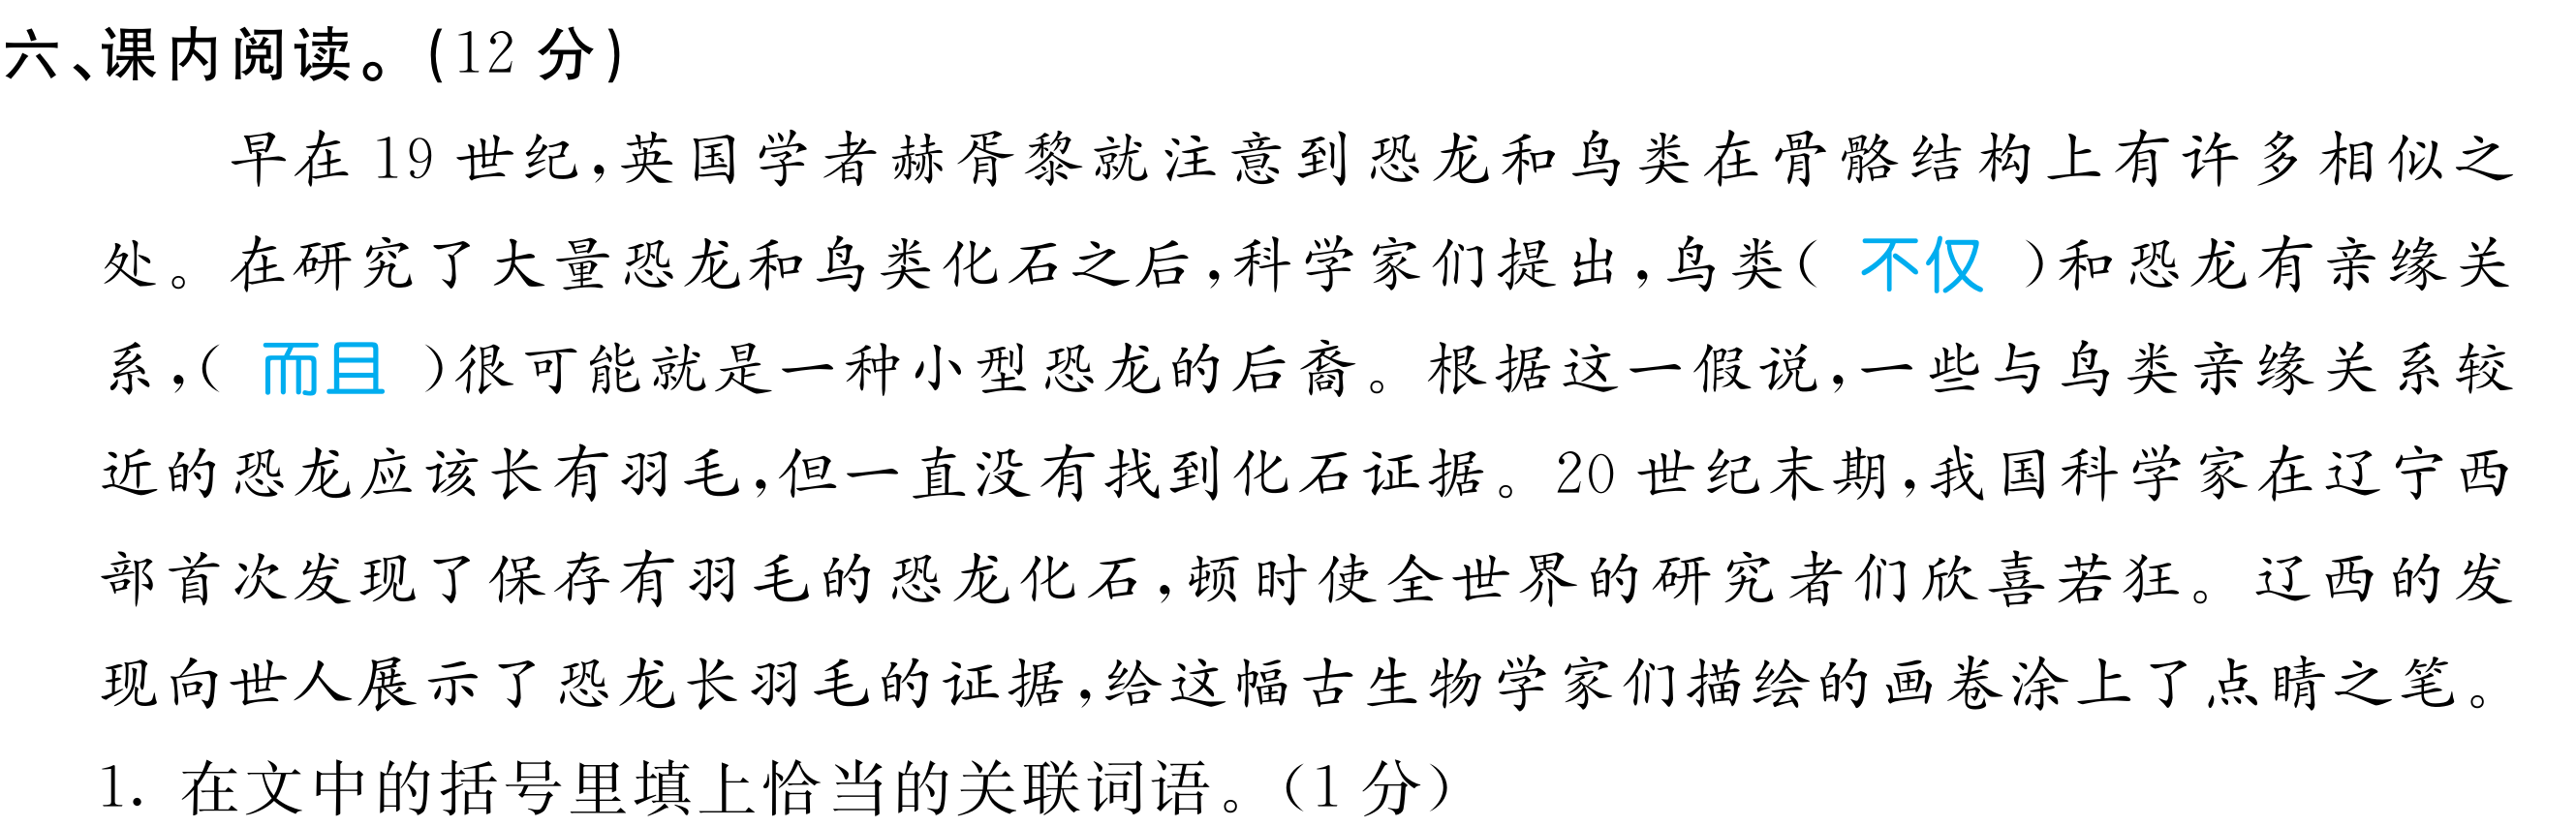 六、课内阅读。(12 分)
早在 19 世纪,英国学者赫胥黎就注意到恐龙和鸟类在骨骼结构上有许多相似之
处。在研究了大量恐龙和鸟类化石之后,科学家们提出,鸟类( 不仅 )和恐龙有亲缘关
系,( 而且 )很可能就是一种小型恐龙的后裔。根据这一假说,一些与鸟类亲缘关系较
近的恐龙应该长有羽毛,但一直没有找到化石证据。20 世纪末期,我国科学家在辽宁西
部首次发现了保存有羽毛的恐龙化石,顿时使全世界的研究者们欣喜若狂。辽西的发
现向世人展示了恐龙长羽毛的证据,给这幅古生物学家们描绘的画卷涂上了点睛之笔。
1. 在文中的括号里填上恰当的关联词语。(1 分)